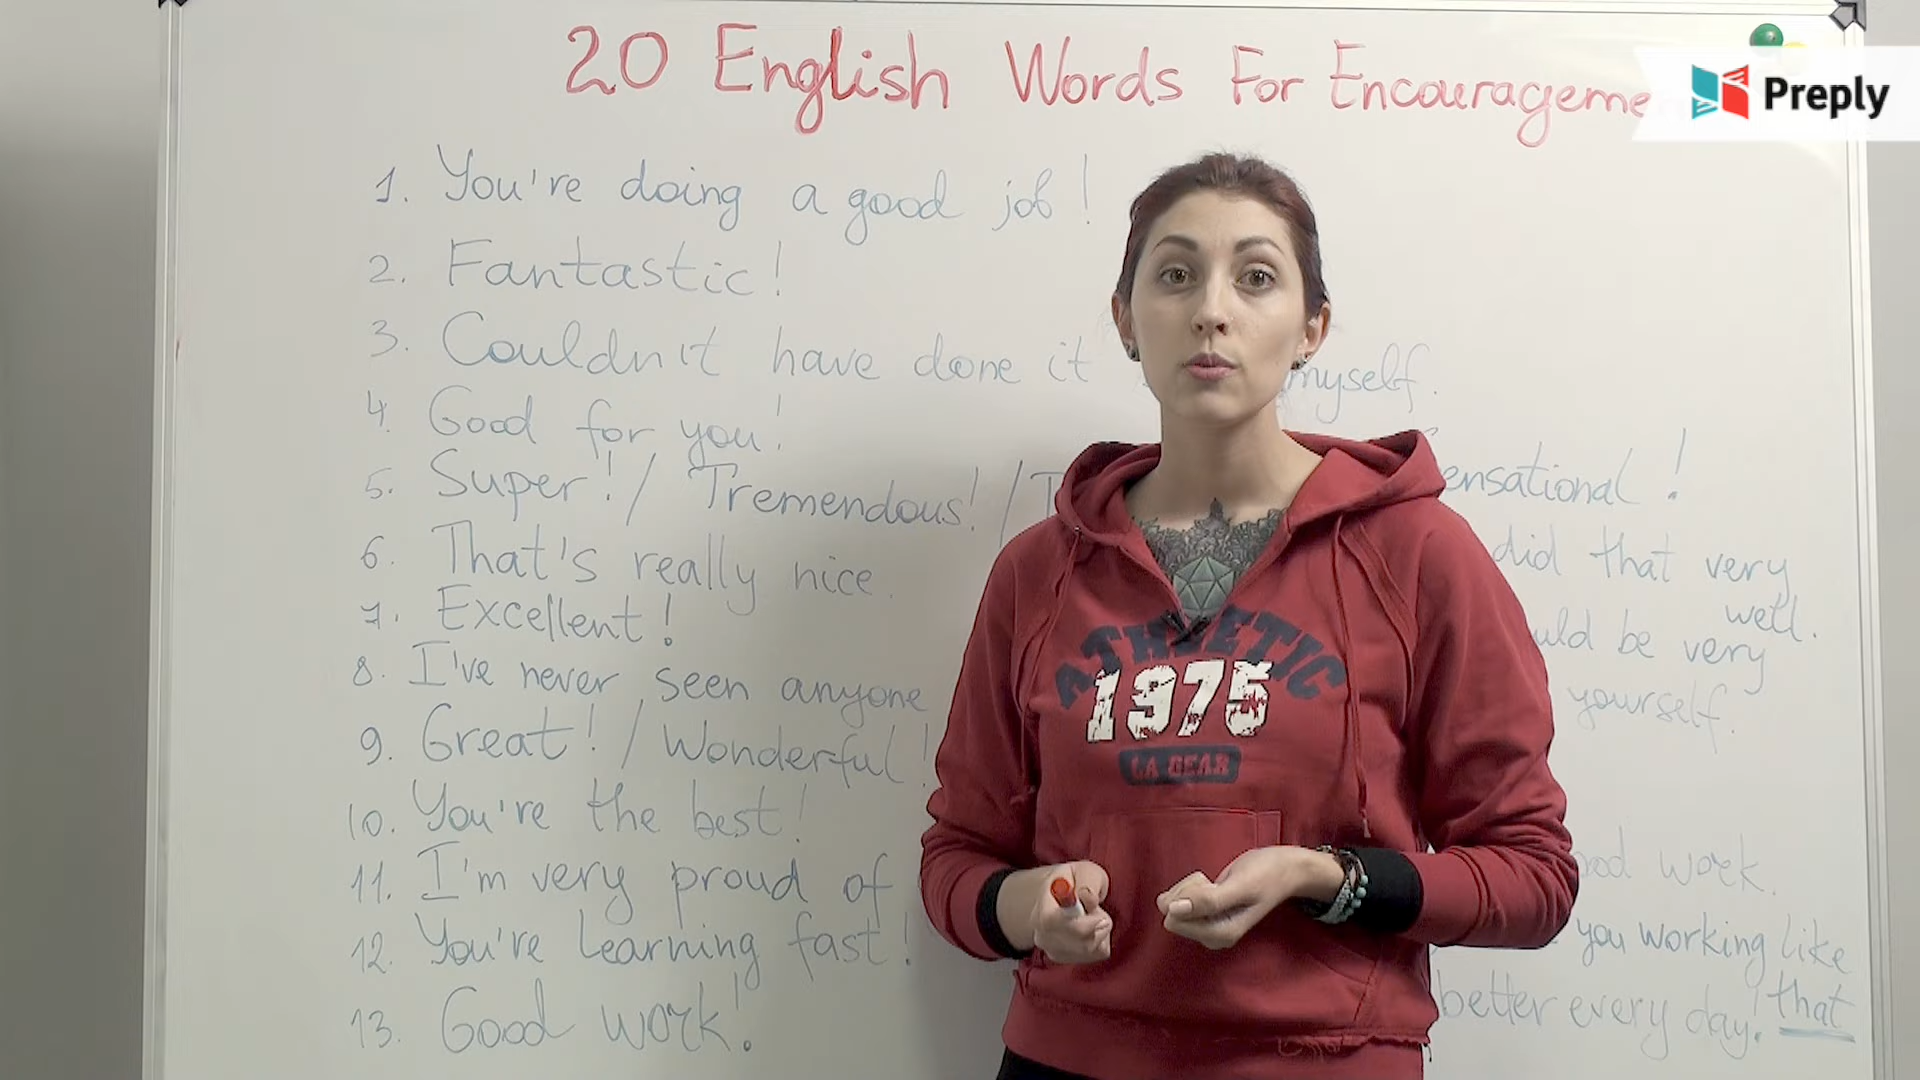 20 English Words For Encourageme
Preply
1. You're doing a good job!
2. Fantastic!
3. Couldn't have done it myself.
4. Good for you!
5. Super! / Tremendous! / ensational!
6. That's really nice. did that very well.
7. Excellent! uld be very
8. I've never seen anyone yourself.
9. Great! / Wonderful!
10. You're the best!
11. I'm very proud of ood work.
12. You're learning fast! you working like that
13. Good work! better every day!
ATHLETIC
1975
LA GEAR